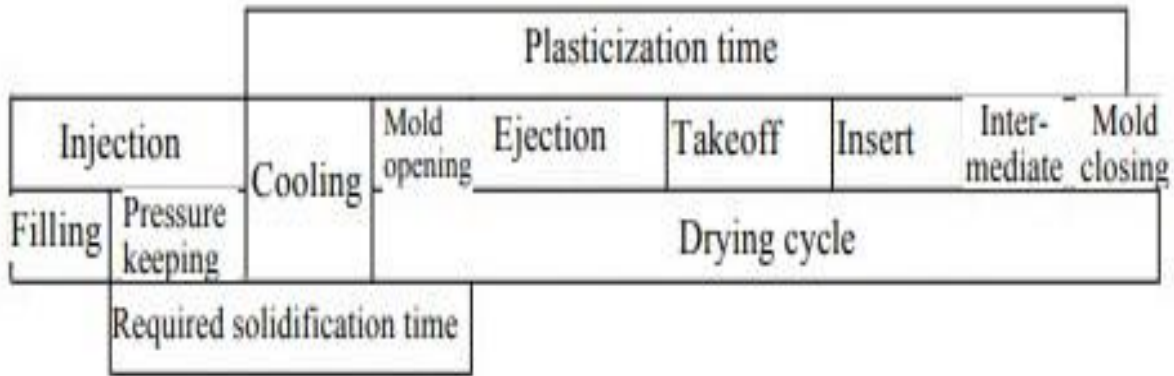 Plasticization time
Injection
Cooling
Mold
opening
Ejection
Takeoff
Insert
Inter-
mediate
Mold
closing
Filling
Pressure
keeping
Drying cycle
Required solidification time